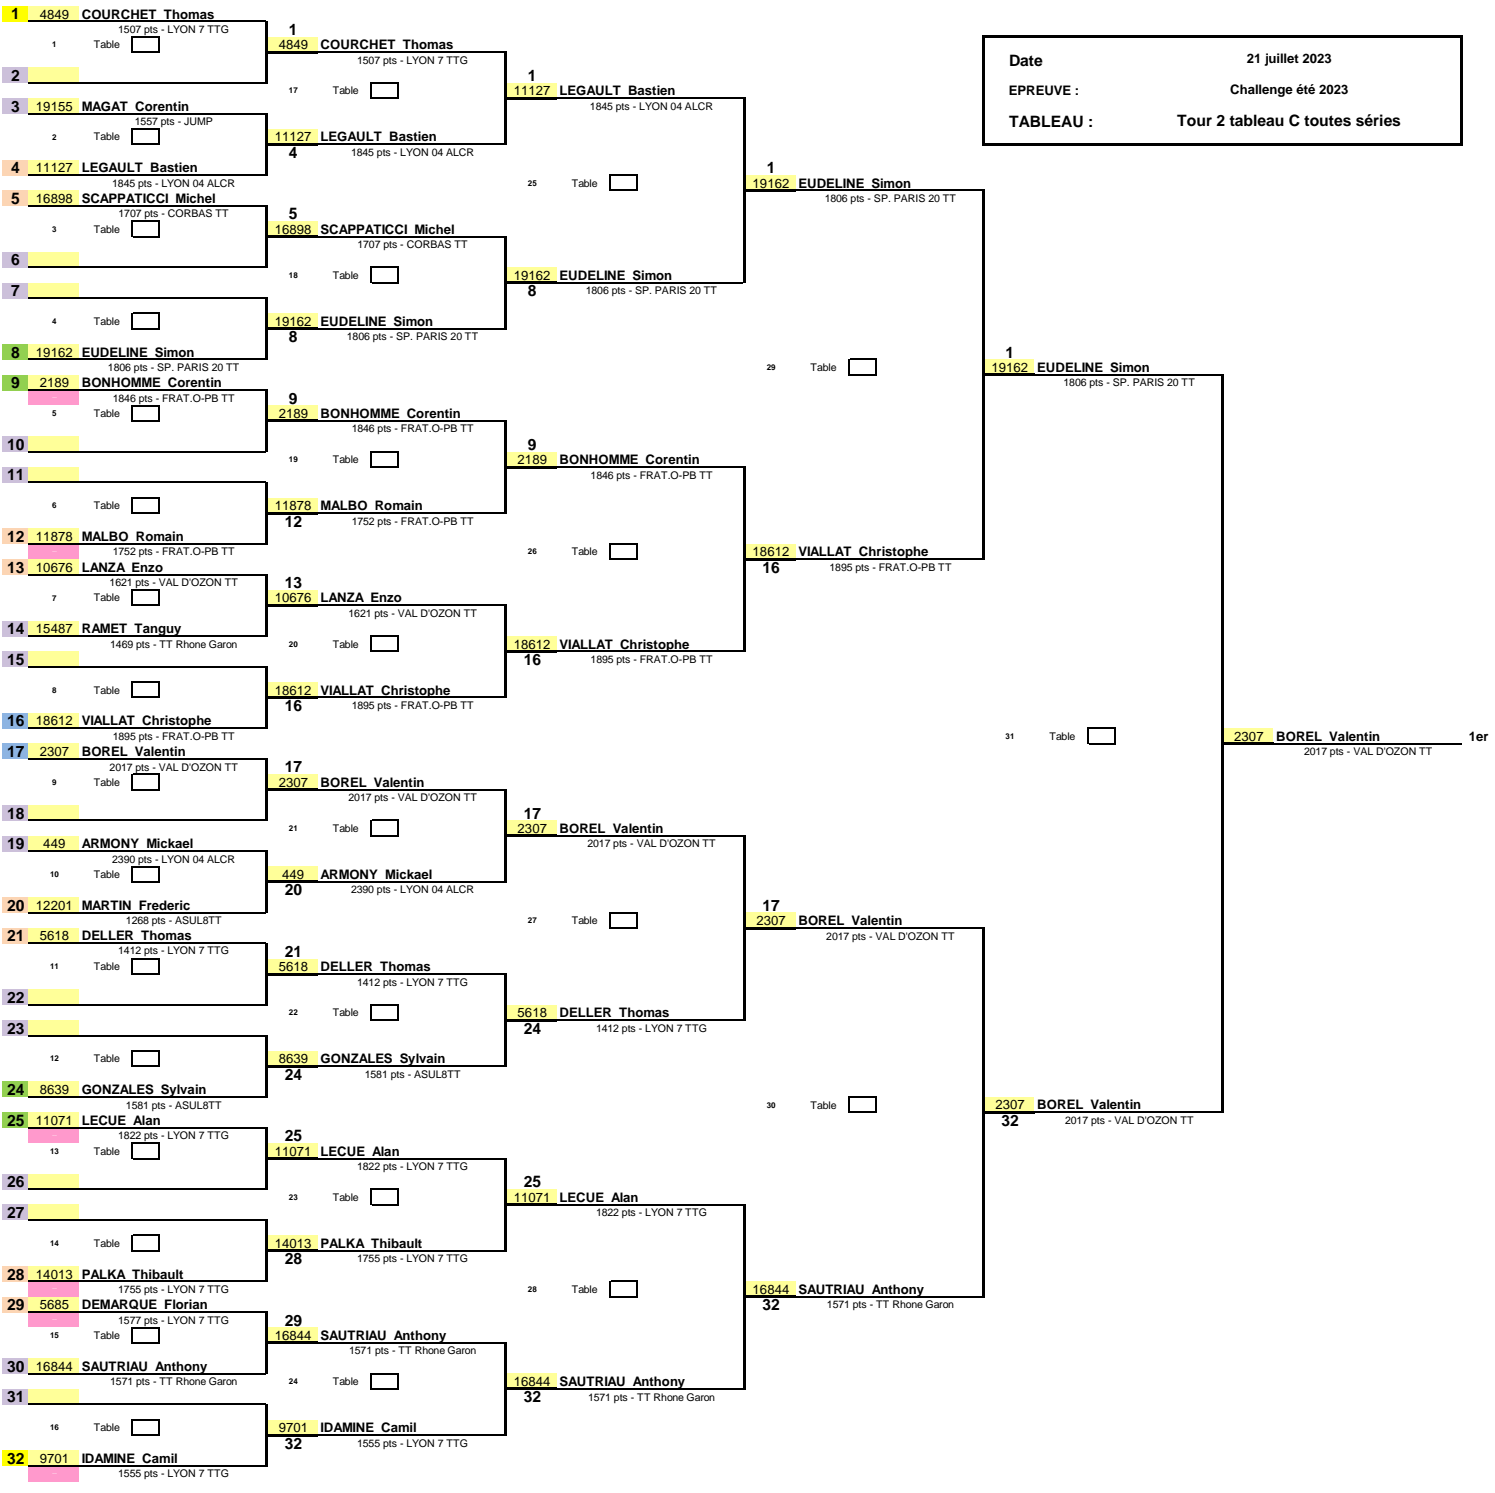 Date 21 juillet 2023
EPREUVE : Challenge été 2023
TABLEAU : Tour 2 tableau C toutes séries
1 4849 COURCHET Thomas
1507 pts - LYON 7 TTG
1 Table
2
3 19155 MAGAT Corentin
1557 pts - JUMP
2 Table
4 11127 LEGAULT Bastien
1845 pts - LYON 04 ALCR
5 16898 SCAPPATICCI Michel
1707 pts - CORBAS TT
3 Table
6
7
4 Table
8 19162 EUDELINE Simon
1806 pts - SP. PARIS 20 TT
9 2189 BONHOMME Corentin
1846 pts - FRAT.O-PB TT
5 Table
10
11
6 Table
12 11878 MALBO Romain
1752 pts - FRAT.O-PB TT
13 10676 LANZA Enzo
1621 pts - VAL D'OZON TT
7 Table
14 15487 RAMET Tanguy
1469 pts - TT Rhone Garon
15
8 Table
16 18612 VIALLAT Christophe
1895 pts - FRAT.O-PB TT
17 2307 BOREL Valentin
2017 pts - VAL D'OZON TT
9 Table
18
19 449 ARMONY Mickael
2390 pts - LYON 04 ALCR
10 Table
20 12201 MARTIN Frederic
1268 pts - ASUL8TT
21 5618 DELLER Thomas
1412 pts - LYON 7 TTG
11 Table
22
23
12 Table
24 8639 GONZALES Sylvain
1581 pts - ASUL8TT
25 11071 LECUE Alan
1822 pts - LYON 7 TTG
13 Table
26
27
14 Table
28 14013 PALKA Thibault
1755 pts - LYON 7 TTG
29 5685 DEMARQUE Florian
1577 pts - LYON 7 TTG
15 Table
30 16844 SAUTRIAU Anthony
1571 pts - TT Rhone Garon
31
16 Table
32 9701 IDAMINE Camil
1555 pts - LYON 7 TTG
1
4849 COURCHET Thomas
1507 pts - LYON 7 TTG
17 Table
11127 LEGAULT Bastien
4 1845 pts - LYON 04 ALCR
5
16898 SCAPPATICCI Michel
1707 pts - CORBAS TT
18 Table
19162 EUDELINE Simon
8 1806 pts - SP. PARIS 20 TT
9
2189 BONHOMME Corentin
1846 pts - FRAT.O-PB TT
19 Table
11878 MALBO Romain
12 1752 pts - FRAT.O-PB TT
13
10676 LANZA Enzo
1621 pts - VAL D'OZON TT
20 Table
18612 VIALLAT Christophe
16 1895 pts - FRAT.O-PB TT
17
2307 BOREL Valentin
2017 pts - VAL D'OZON TT
21 Table
449 ARMONY Mickael
20 2390 pts - LYON 04 ALCR
21
5618 DELLER Thomas
1412 pts - LYON 7 TTG
22 Table
8639 GONZALES Sylvain
24 1581 pts - ASUL8TT
25
11071 LECUE Alan
1822 pts - LYON 7 TTG
23 Table
14013 PALKA Thibault
28 1755 pts - LYON 7 TTG
29
16844 SAUTRIAU Anthony
1571 pts - TT Rhone Garon
24 Table
9701 IDAMINE Camil
32 1555 pts - LYON 7 TTG
1
11127 LEGAULT Bastien
1845 pts - LYON 04 ALCR
25 Table
19162 EUDELINE Simon
8 1806 pts - SP. PARIS 20 TT
9
2189 BONHOMME Corentin
1846 pts - FRAT.O-PB TT
26 Table
18612 VIALLAT Christophe
16 1895 pts - FRAT.O-PB TT
17
2307 BOREL Valentin
2017 pts - VAL D'OZON TT
27 Table
5618 DELLER Thomas
24 1412 pts - LYON 7 TTG
25
11071 LECUE Alan
1822 pts - LYON 7 TTG
28 Table
16844 SAUTRIAU Anthony
32 1571 pts - TT Rhone Garon
1
19162 EUDELINE Simon
1806 pts - SP. PARIS 20 TT
29 Table
18612 VIALLAT Christophe
16 1895 pts - FRAT.O-PB TT
17
2307 BOREL Valentin
2017 pts - VAL D'OZON TT
30 Table
16844 SAUTRIAU Anthony
32 1571 pts - TT Rhone Garon
1
19162 EUDELINE Simon
1806 pts - SP. PARIS 20 TT
31 Table
2307 BOREL Valentin
32 2017 pts - VAL D'OZON TT
2307 BOREL Valentin 1er
2017 pts - VAL D'OZON TT